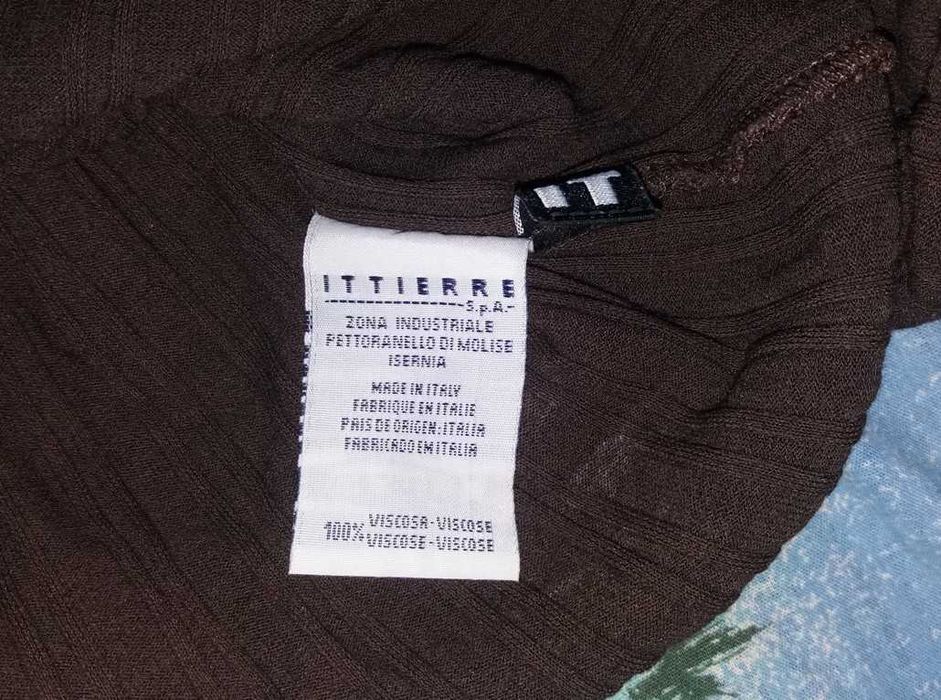 IT
ITTIERRE
S.p.A.
ZONA INDUSTRIALE
PETTORANELLO DI MOLISE
ISERNIA
MADE IN ITALY
FABRIQUE EN ITALIE
PAIS DE ORIGEN: ITALIA
FABRICADO EM ITALIA
100% VISCOSA - VISCOSE
VISCOSE - VISCOSE